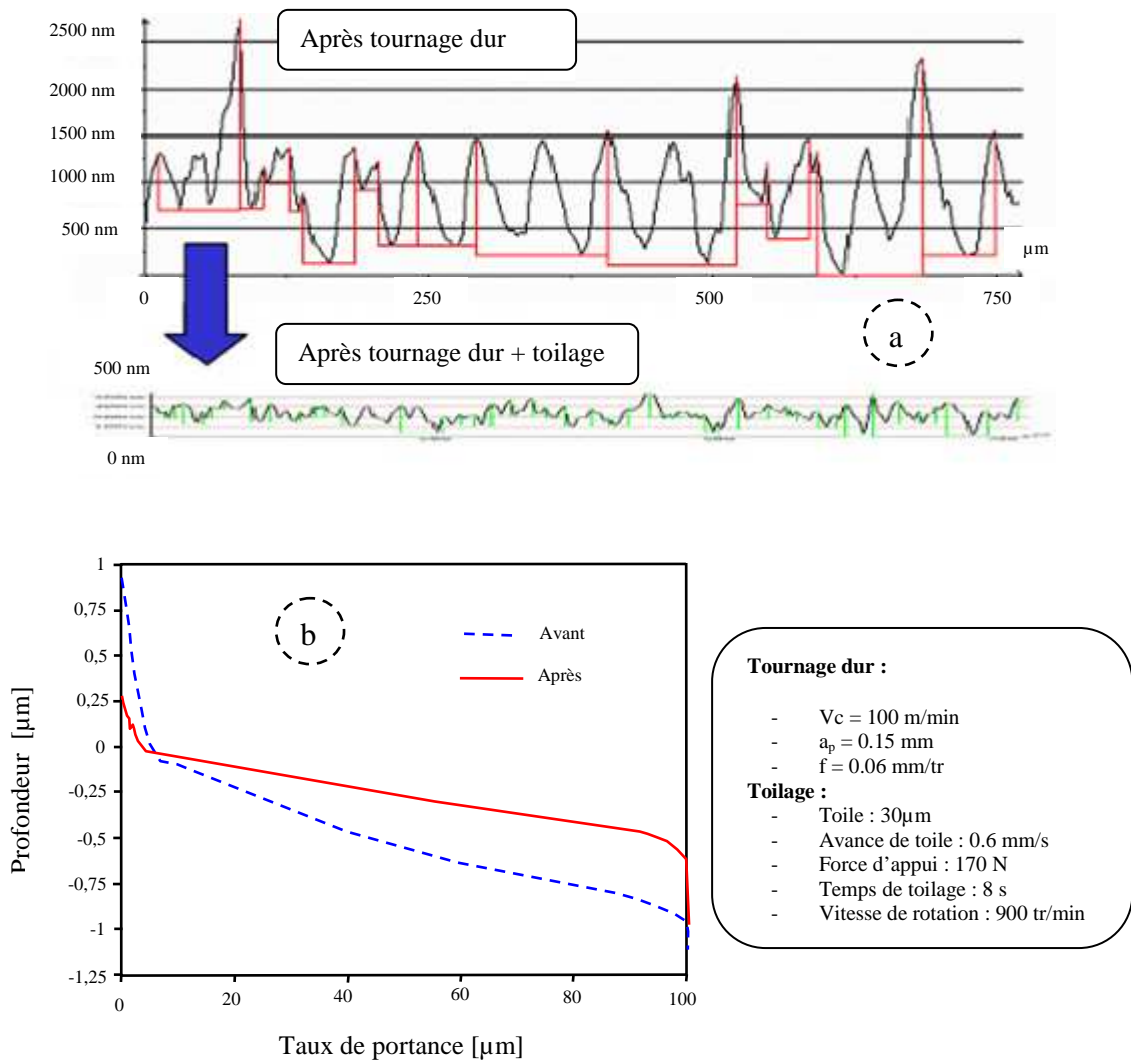 2500 nm
Après tournage dur
2000 nm
1500 nm
1000 nm
500 nm
µm
0
250
500
750
a
Après tournage dur + toilage
500 nm
0 nm
1
0,75
0,5
0,25
0
-0,25
-0,5
-0,75
-1
-1,25
Profondeur [µm]
b
Avant
Après
0
20
40
60
80
100
Taux de portance [µm]
Tournage dur :
- Vc = 100 m/min
- aₚ = 0.15 mm
- f = 0.06 mm/tr
Toilage :
- Toile : 30µm
- Avance de toile : 0.6 mm/s
- Force d’appui : 170 N
- Temps de toilage : 8 s
- Vitesse de rotation : 900 tr/min